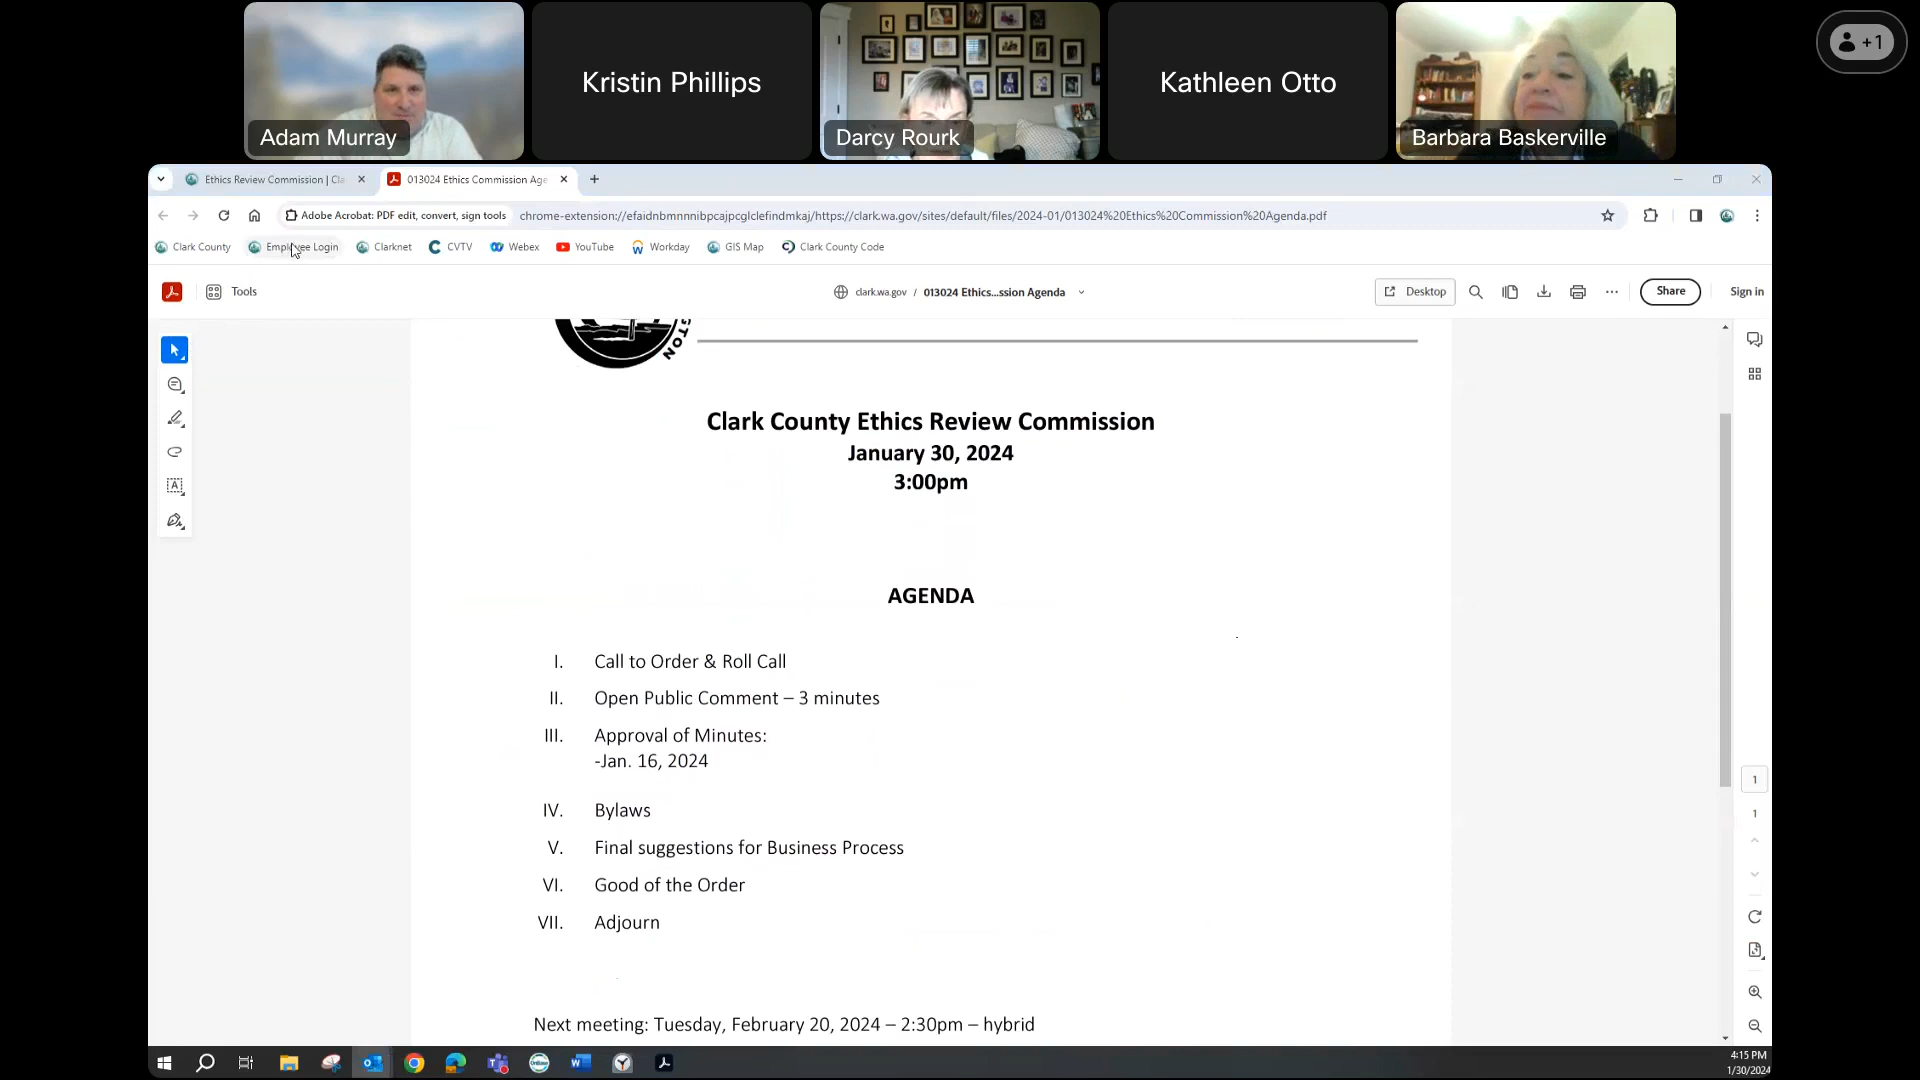 Adam Murray
Kristin Phillips
Darcy Rourk
Kathleen Otto
Barbara Baskerville
+1
Ethics Review Commission | Cla
013024 Ethics Commission Age
Adobe Acrobat: PDF edit, convert, sign tools
chrome-extension://efaidnbmnnnibpcajpcglclefindmkaj/https://clark.wa.gov/sites/default/files/2024-01/013024%20Ethics%20Commission%20Agenda.pdf
Clark County
Employee Login
Clarknet
CVTV
Webex
YouTube
Workday
GIS Map
Clark County Code
Tools
clark.wa.gov / 013024 Ethics...ssion Agenda
Desktop
Share
Sign in
GTON
Clark County Ethics Review Commission
January 30, 2024
3:00pm
AGENDA
I. Call to Order & Roll Call
II. Open Public Comment – 3 minutes
III. Approval of Minutes:
-Jan. 16, 2024
IV. Bylaws
V. Final suggestions for Business Process
VI. Good of the Order
VII. Adjourn
Next meeting: Tuesday, February 20, 2024 – 2:30pm – hybrid
1
1
4:15 PM
1/30/2024